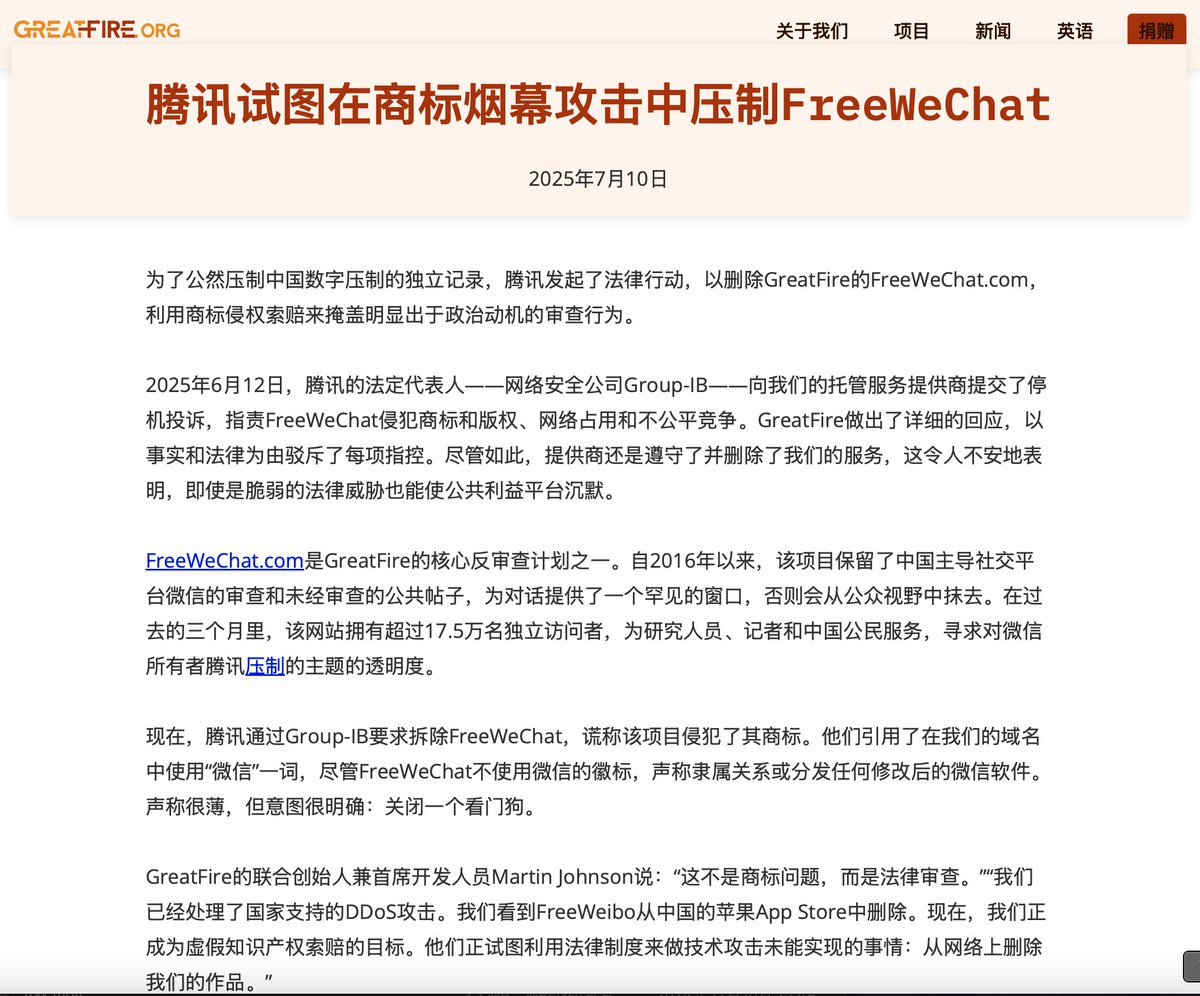 GREATFIRE.ORG
关于我们 项目 新闻 英语 捐赠
腾讯试图在商标烟幕攻击中压制FreeWeChat
2025年7月10日
为了公然压制中国数字压制的独立记录，腾讯发起了法律行动，以删除GreatFire的FreeWeChat.com，
利用商标侵权索赔来掩盖明显出于政治动机的审查行为。
2025年6月12日，腾讯的法定代表人——网络安全公司Group-IB——向我们的托管服务提供商提交了停
机投诉，指责FreeWeChat侵犯商标和版权、网络占用和不公平竞争。GreatFire做出了详细的回应，以
事实和法律为由驳斥了每项指控。尽管如此，提供商还是遵守了并删除了我们的服务，这令人不安地表
明，即使是脆弱的法律威胁也能使公共利益平台沉默。
FreeWeChat.com是GreatFire的核心反审查计划之一。自2016年以来，该项目保留了中国主导社交平
台微信的审查和未经审查的公共帖子，为对话提供了一个罕见的窗口，否则会从公众视野中抹去。在过
去的三个月里，该网站拥有超过17.5万名独立访问者，为研究人员、记者和中国公民服务，寻求对微信
所有者腾讯压制的主题的透明度。
现在，腾讯通过Group-IB要求拆除FreeWeChat，谎称该项目侵犯了其商标。他们引用了在我们的域名
中使用“微信”一词，尽管FreeWeChat不使用微信的徽标，声称隶属关系或分发任何修改后的微信软件。
声称很薄，但意图很明确：关闭一个看门狗。
GreatFire的联合创始人兼首席开发人员Martin Johnson说：“这不是商标问题，而是法律审查。”“我们
已经处理了国家支持的DDoS攻击。我们看到FreeWeibo从中国的苹果App Store中删除。现在，我们正
成为虚假知识产权索赔的目标。他们正试图利用法律制度来做技术攻击未能实现的事情：从网络上删除
我们的作品。”